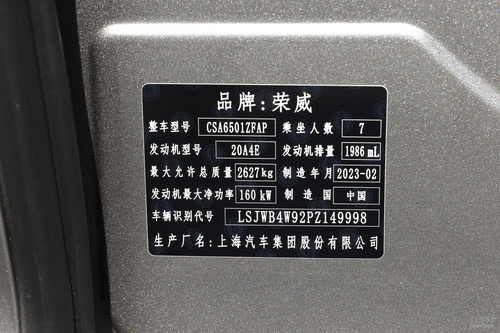 品牌:荣威
整车型号 CSA6501ZFAP 乘坐人数 7
发动机型号 20A4E 发动机排量 1986 mL
最大允许总质量 2627kg 制造年月 2023-02
发动机最大净功率 160 kW 制造国 中国
车辆识别代号 LSJWB4W92PZ149998
生产厂名:上海汽车集团股份有限公司